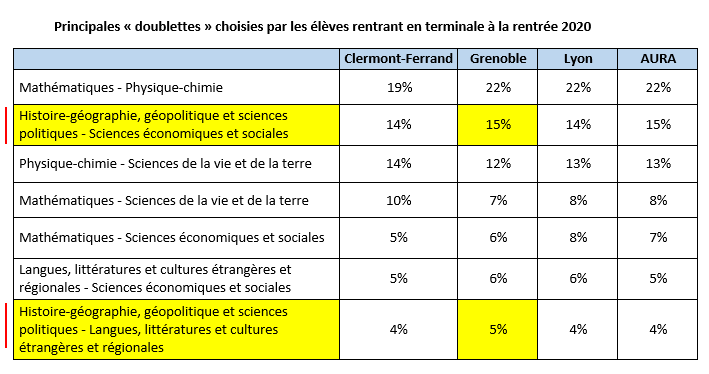 Principales « doublettes » choisies par les élèves rentrant en terminale à la rentrée 2020
Clermont-Ferrand Grenoble Lyon AURA
Mathématiques - Physique-chimie 19% 22% 22% 22%
Histoire-géographie, géopolitique et sciences
politiques - Sciences économiques et sociales 14% 15% 14% 15%
Physique-chimie - Sciences de la vie et de la terre 14% 12% 13% 13%
Mathématiques - Sciences de la vie et de la terre 10% 7% 8% 8%
Mathématiques - Sciences économiques et sociales 5% 6% 8% 7%
Langues, littératures et cultures étrangères et
régionales - Sciences économiques et sociales 5% 6% 6% 5%
Histoire-géographie, géopolitique et sciences
politiques - Langues, littératures et cultures 4% 5% 4% 4%
étrangères et régionales